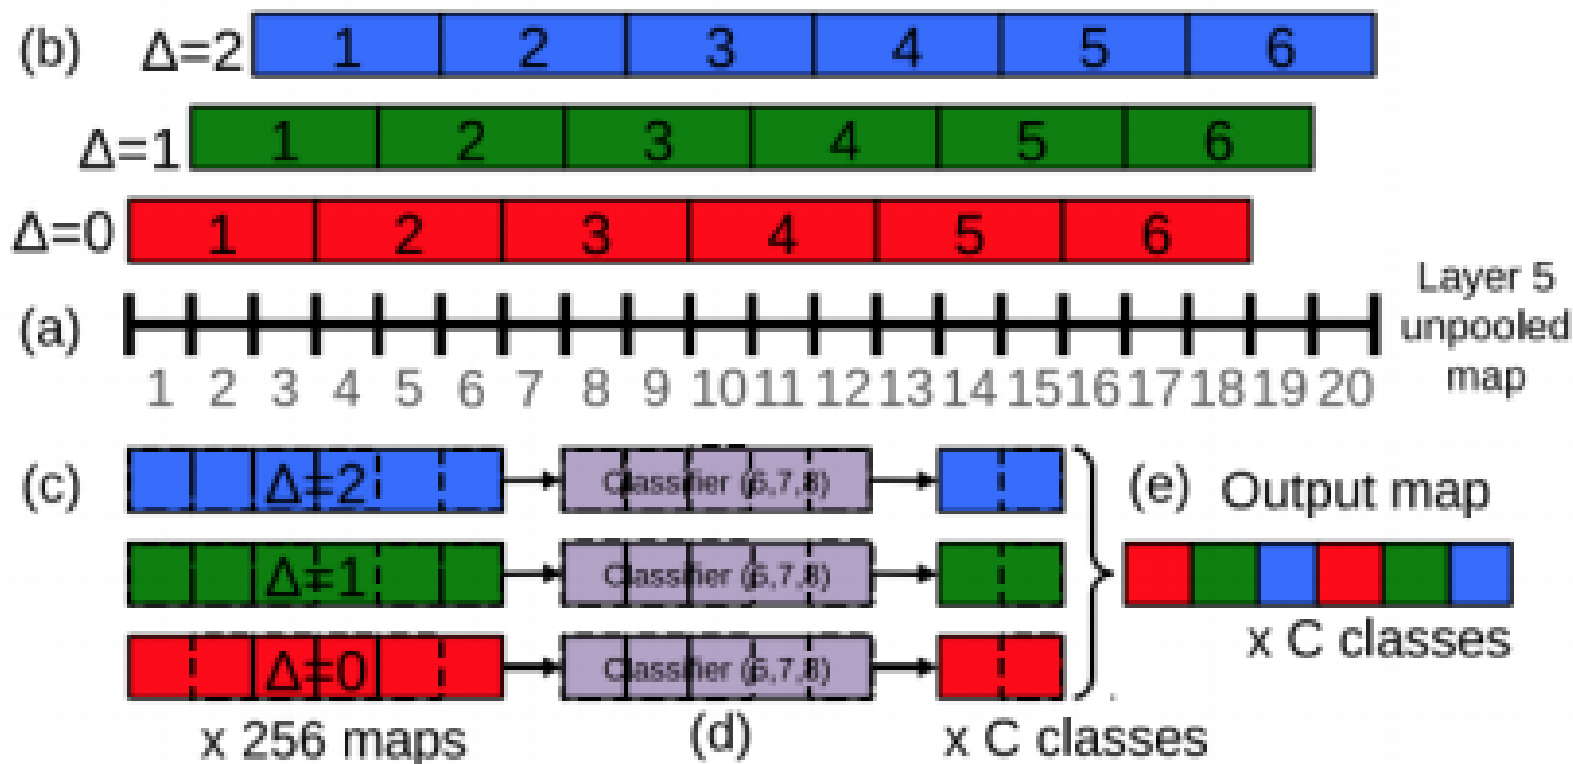 (b) Δ=2 1 2 3 4 5 6
Δ=1 1 2 3 4 5 6
Δ=0 1 2 3 4 5 6
(a)
Layer 5
unpooled
map
1 2 3 4 5 6 7 8 9 10 11 12 13 14 15 16 17 18 19 20
(c) Δ=2 Classifier (6,7,8)
(e) Output map
Δ=1 Classifier (6,7,8)
Δ=0 Classifier (6,7,8)
x C classes
x 256 maps (d) x C classes